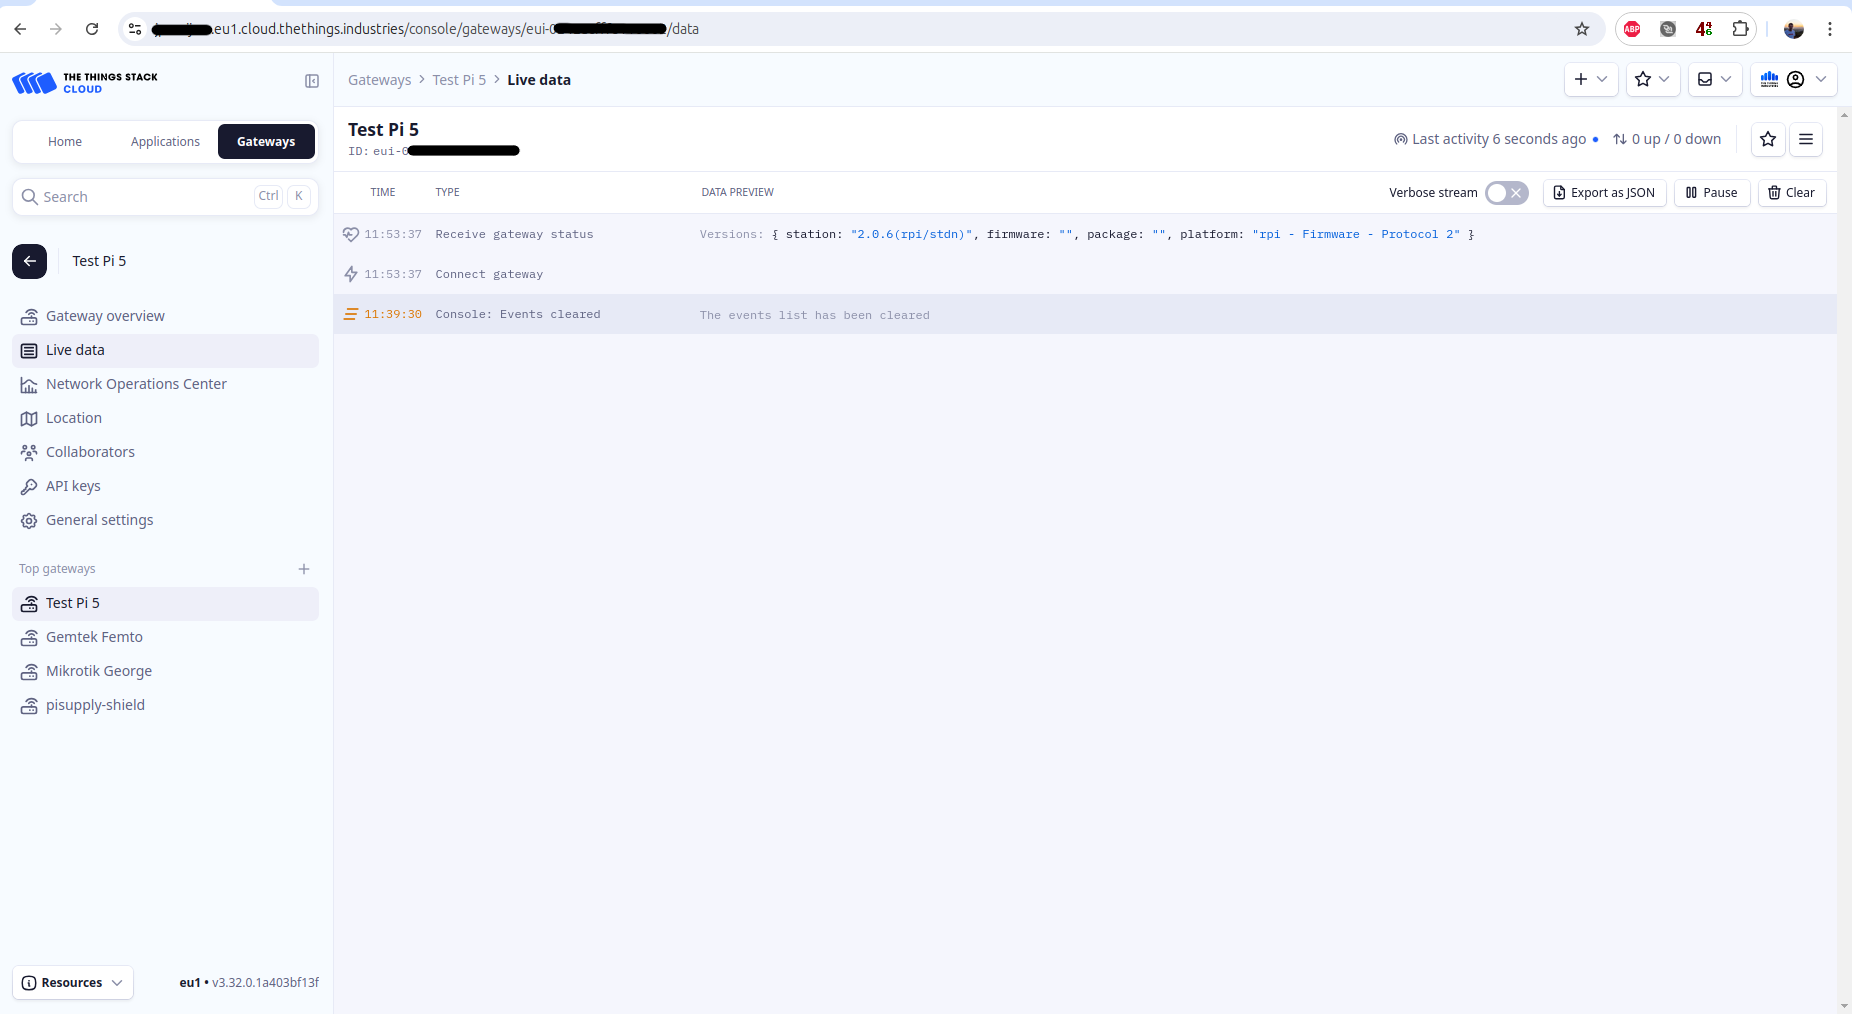 .eu1.cloud.thethings.industries/console/gateways/eui-0 /data
ABP
THE THINGS STACK
CLOUD
Gateways > Test Pi 5 > Live data
Home
Applications
Gateways
Search
Ctrl
K
Test Pi 5
ID: eui-0
Last activity 6 seconds ago
0 up / 0 down
TIME
TYPE
DATA PREVIEW
Verbose stream
Export as JSON
Pause
Clear
11:53:37 Receive gateway status Versions: { station: "2.0.6(rpi/stdn)", firmware: "", package: "", platform: "rpi - Firmware - Protocol 2" }
11:53:37 Connect gateway
11:39:30 Console: Events cleared The events list has been cleared
Test Pi 5
Gateway overview
Live data
Network Operations Center
Location
Collaborators
API keys
General settings
Top gateways
Test Pi 5
Gemtek Femto
Mikrotik George
pisupply-shield
Resources
eu1 • v3.32.0.1a403bf13f